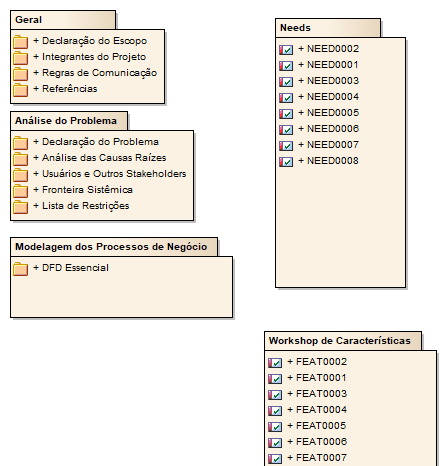 Geral
+ Declaração do Escopo
+ Integrantes do Projeto
+ Regras de Comunicação
+ Referências
Análise do Problema
+ Declaração do Problema
+ Análise das Causas Raízes
+ Usuários e Outros Stakeholders
+ Fronteira Sistêmica
+ Lista de Restrições
Modelagem dos Processos de Negócio
+ DFD Essencial
Needs
+ NEED0002
+ NEED0001
+ NEED0003
+ NEED0004
+ NEED0005
+ NEED0006
+ NEED0007
+ NEED0008
Workshop de Características
+ FEAT0002
+ FEAT0001
+ FEAT0003
+ FEAT0004
+ FEAT0005
+ FEAT0006
+ FEAT0007